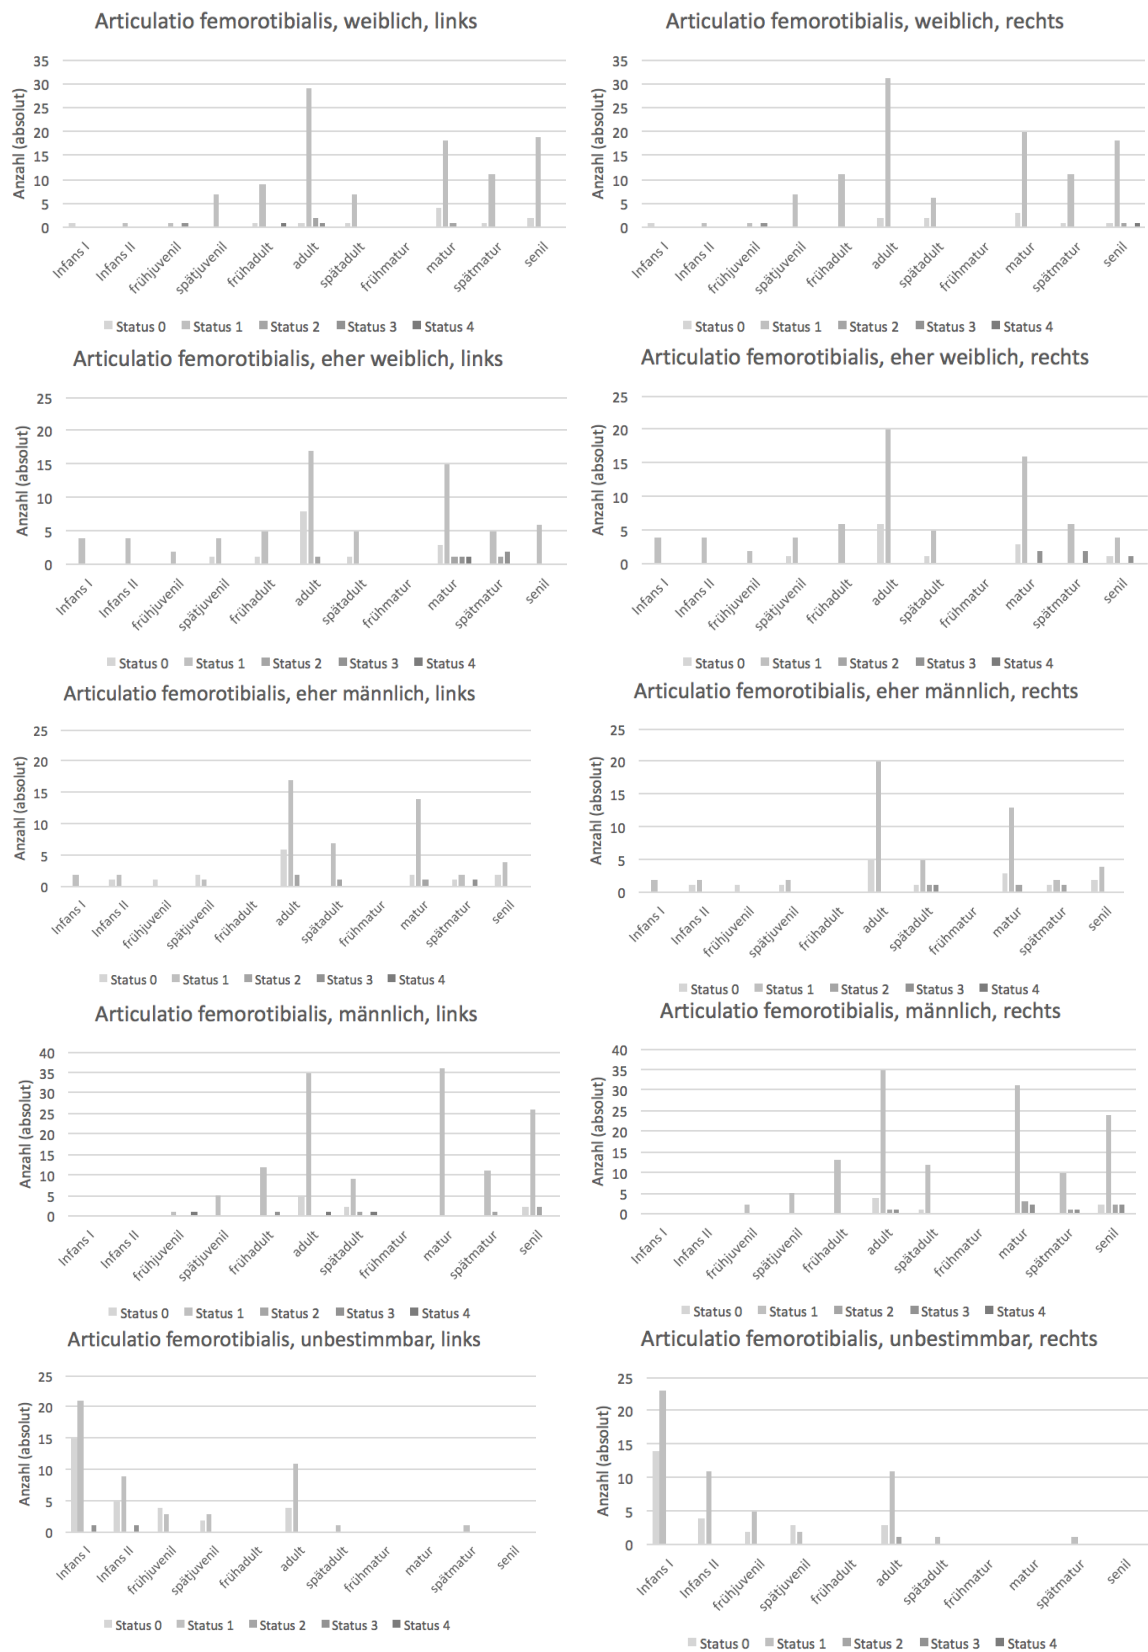 Articulatio femorotibialis, weiblich, links
Anzahl (absolut)
35
30
25
20
15
10
5
0
Infans I
Infans II
frühjuvenil
spätjuvenil
frühadult
adult
spätadult
frühmatur
matur
spätmatur
senil
Status 0 Status 1 Status 2 Status 3 Status 4
Articulatio femorotibialis, weiblich, rechts
Anzahl (absolut)
35
30
25
20
15
10
5
0
Infans I
Infans II
frühjuvenil
spätjuvenil
frühadult
adult
spätadult
frühmatur
matur
spätmatur
senil
Status 0 Status 1 Status 2 Status 3 Status 4
Articulatio femorotibialis, eher weiblich, links
Anzahl (absolut)
25
20
15
10
5
0
Infans I
Infans II
frühjuvenil
spätjuvenil
frühadult
adult
spätadult
frühmatur
matur
spätmatur
senil
Status 0 Status 1 Status 2 Status 3 Status 4
Articulatio femorotibialis, eher weiblich, rechts
Anzahl (absolut)
25
20
15
10
5
0
Infans I
Infans II
frühjuvenil
spätjuvenil
frühadult
adult
spätadult
frühmatur
matur
spätmatur
senil
Status 0 Status 1 Status 2 Status 3 Status 4
Articulatio femorotibialis, eher männlich, links
Anzahl (absolut)
25
20
15
10
5
0
Infans I
Infans II
frühjuvenil
spätjuvenil
frühadult
adult
spätadult
frühmatur
matur
spätmatur
senil
Status 0 Status 1 Status 2 Status 3 Status 4
Articulatio femorotibialis, eher männlich, rechts
Anzahl (absolut)
25
20
15
10
5
0
Infans I
Infans II
frühjuvenil
spätjuvenil
frühadult
adult
spätadult
frühmatur
matur
spätmatur
senil
Status 0 Status 1 Status 2 Status 3 Status 4
Articulatio femorotibialis, männlich, links
Anzahl (absolut)
40
35
30
25
20
15
10
5
0
Infans I
Infans II
frühjuvenil
spätjuvenil
frühadult
adult
spätadult
frühmatur
matur
spätmatur
senil
Status 0 Status 1 Status 2 Status 3 Status 4
Articulatio femorotibialis, männlich, rechts
Anzahl (absolut)
40
35
30
25
20
15
10
5
0
Infans I
Infans II
frühjuvenil
spätjuvenil
frühadult
adult
spätadult
frühmatur
matur
spätmatur
senil
Status 0 Status 1 Status 2 Status 3 Status 4
Articulatio femorotibialis, unbestimmbar, links
Anzahl (absolut)
25
20
15
10
5
0
Infans I
Infans II
frühjuvenil
spätjuvenil
frühadult
adult
spätadult
frühmatur
matur
spätmatur
senil
Status 0 Status 1 Status 2 Status 3 Status 4
Articulatio femorotibialis, unbestimmbar, rechts
Anzahl (absolut)
25
20
15
10
5
0
Infans I
Infans II
frühjuvenil
spätjuvenil
frühadult
adult
spätadult
frühmatur
matur
spätmatur
senil
Status 0 Status 1 Status 2 Status 3 Status 4